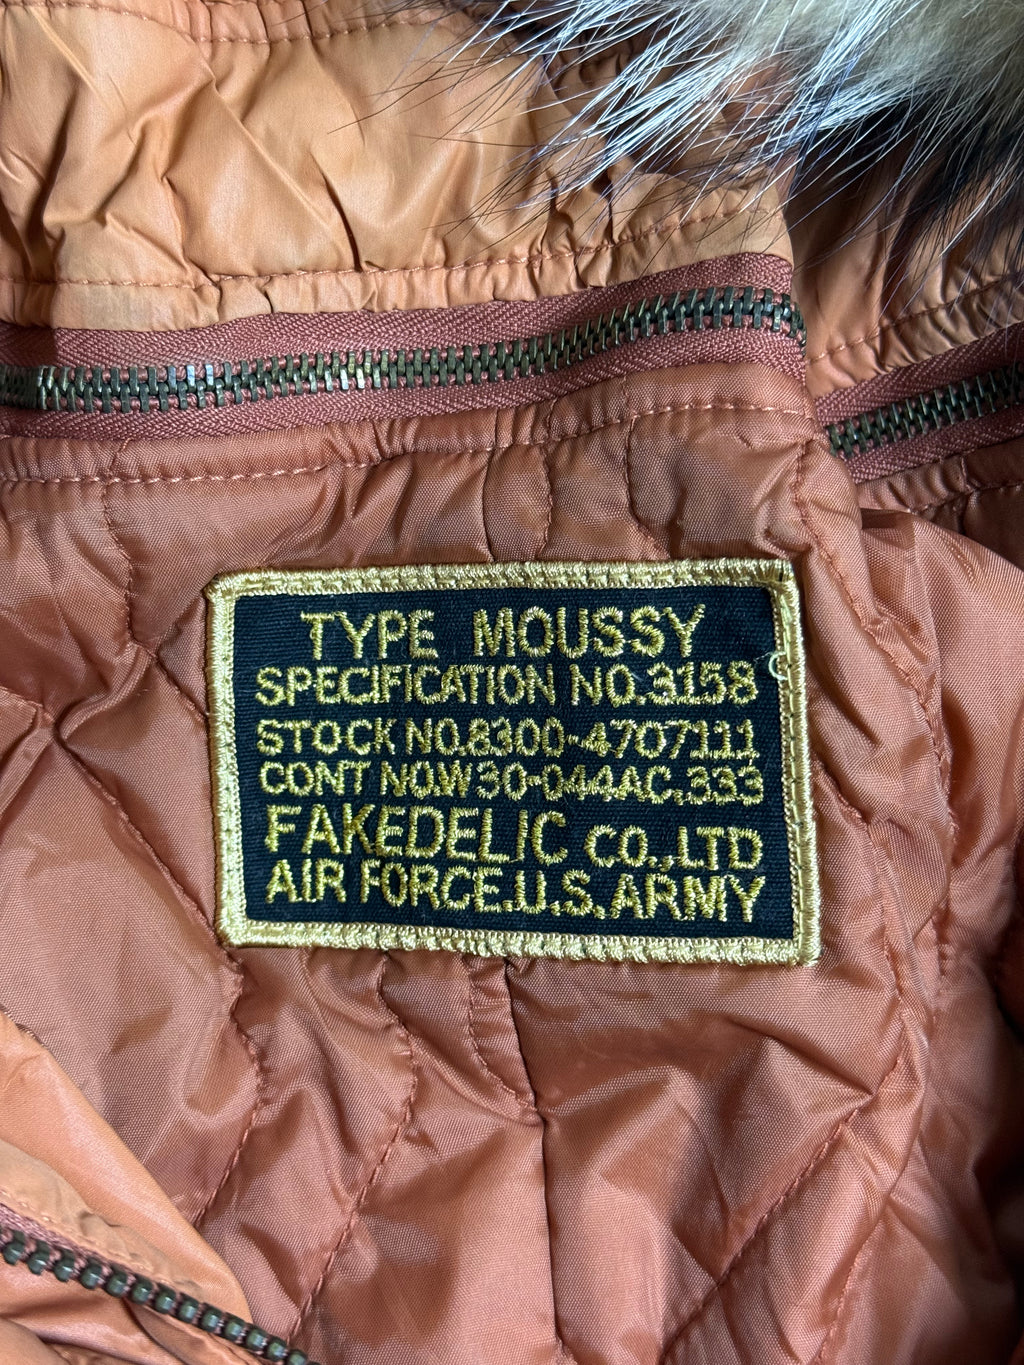 TYPE MOUSSY
SPECIFICATION NO.3158
STOCK NO.8300-4707111
CONT NO.W30-044AC.333
FAKEDELIC CO.,LTD
AIR FORCE.U.S.ARMY